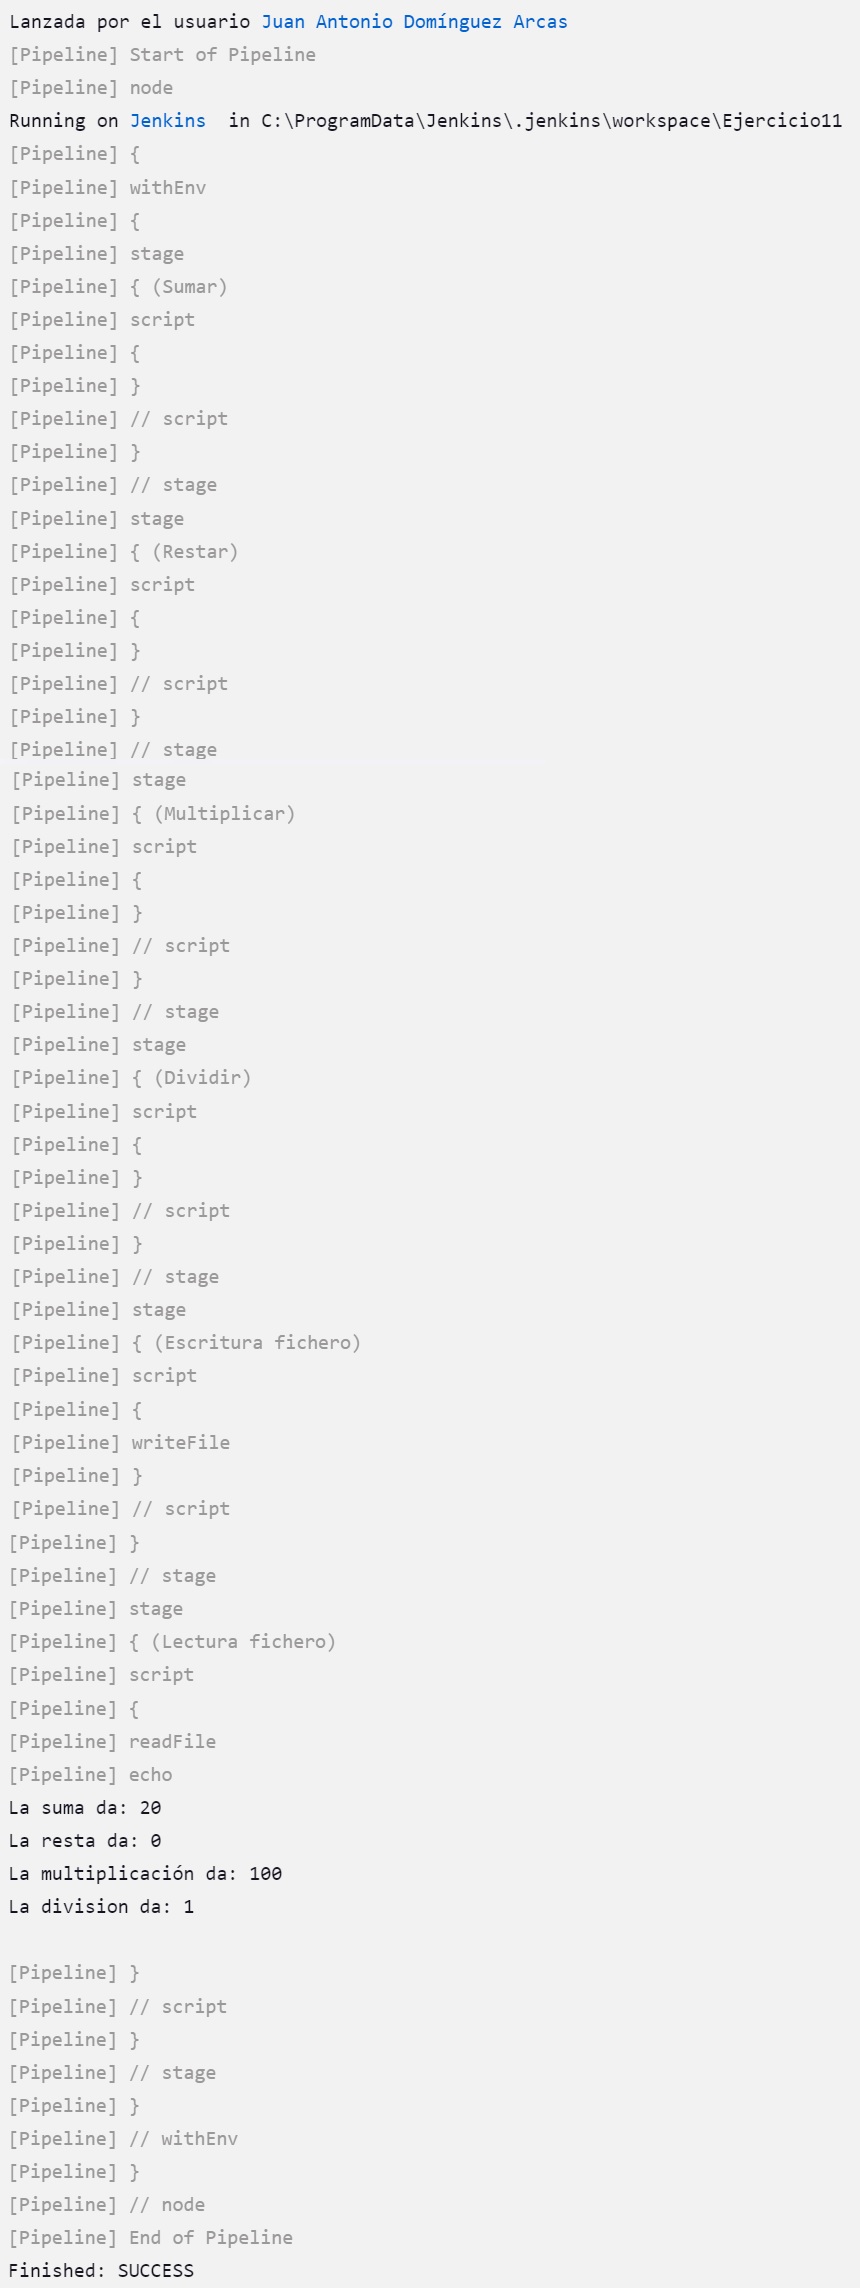 Lanzada por el usuario Juan Antonio Domínguez Arcas
[Pipeline] Start of Pipeline
[Pipeline] node
Running on Jenkins  in C:\ProgramData\Jenkins\.jenkins\workspace\Ejercicio11
[Pipeline] {
[Pipeline] withEnv
[Pipeline] {
[Pipeline] stage
[Pipeline] { (Sumar)
[Pipeline] script
[Pipeline] {
[Pipeline] }
[Pipeline] // script
[Pipeline] }
[Pipeline] // stage
[Pipeline] stage
[Pipeline] { (Restar)
[Pipeline] script
[Pipeline] {
[Pipeline] }
[Pipeline] // script
[Pipeline] }
[Pipeline] // stage
[Pipeline] stage
[Pipeline] { (Multiplicar)
[Pipeline] script
[Pipeline] {
[Pipeline] }
[Pipeline] // script
[Pipeline] }
[Pipeline] // stage
[Pipeline] stage
[Pipeline] { (Dividir)
[Pipeline] script
[Pipeline] {
[Pipeline] }
[Pipeline] // script
[Pipeline] }
[Pipeline] // stage
[Pipeline] stage
[Pipeline] { (Escritura fichero)
[Pipeline] script
[Pipeline] {
[Pipeline] writeFile
[Pipeline] }
[Pipeline] // script
[Pipeline] }
[Pipeline] // stage
[Pipeline] stage
[Pipeline] { (Lectura fichero)
[Pipeline] script
[Pipeline] {
[Pipeline] readFile
[Pipeline] echo
La suma da: 20
La resta da: 0
La multiplicación da: 100
La division da: 1
[Pipeline] }
[Pipeline] // script
[Pipeline] }
[Pipeline] // stage
[Pipeline] }
[Pipeline] // withEnv
[Pipeline] }
[Pipeline] // node
[Pipeline] End of Pipeline
Finished: SUCCESS